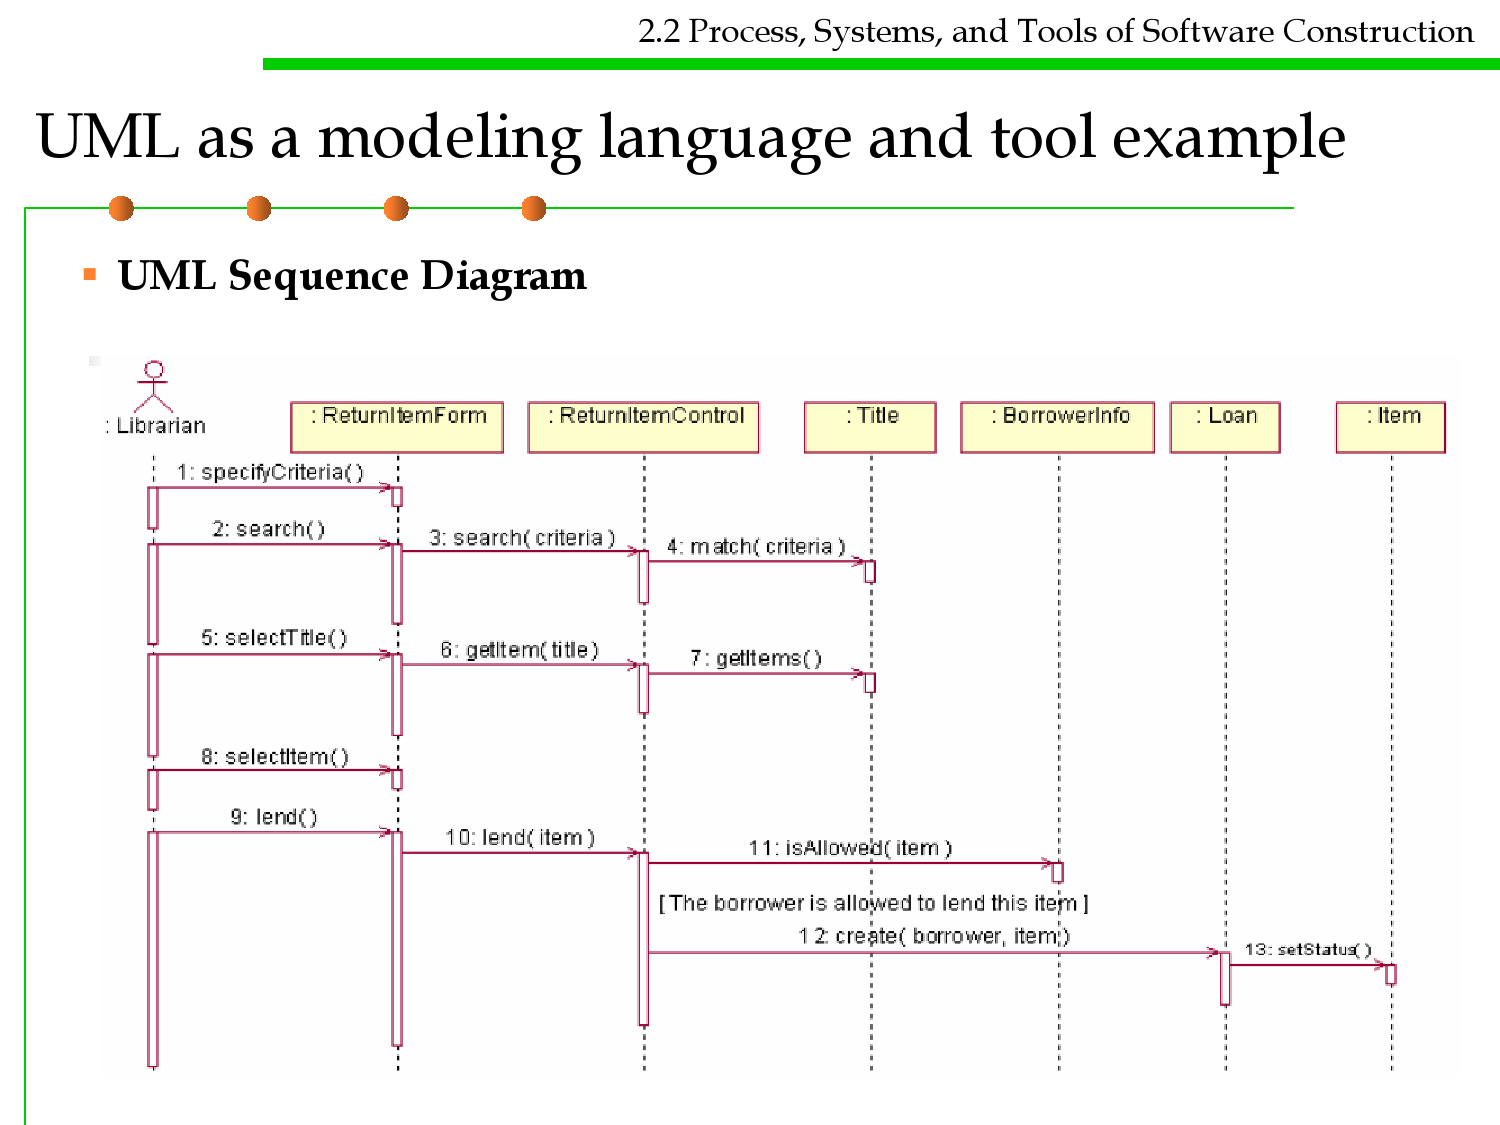 2.2 Process, Systems, and Tools of Software Construction
UML as a modeling language and tool example
UML Sequence Diagram
: Librarian
: ReturnItemForm
: ReturnItemControl
: Title
: BorrowerInfo
: Loan
: Item
1: specifyCriteria( )
2: search( )
3: search( criteria )
4: match( criteria )
5: selectTitle( )
6: getItem( title )
7: getItems( )
8: selectItem( )
9: lend( )
10: lend( item )
11: isAllowed( item )
[ The borrower is allowed to lend this item ]
12: create( borrower, item )
13: setStatus( )